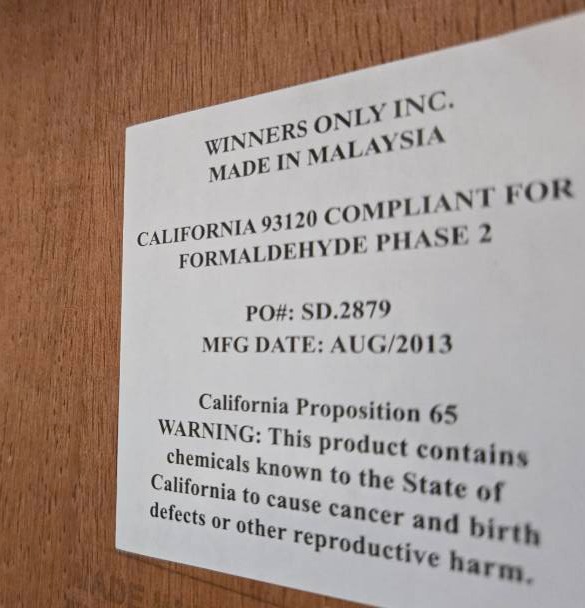 WINNERS ONLY INC.
MADE IN MALAYSIA
CALIFORNIA 93120 COMPLIANT FOR
FORMALDEHYDE PHASE 2
PO#: SD.2879
MFG DATE: AUG/2013
California Proposition 65
WARNING: This product contains
chemicals known to the State of
California to cause cancer and birth
defects or other reproductive harm.
MADE